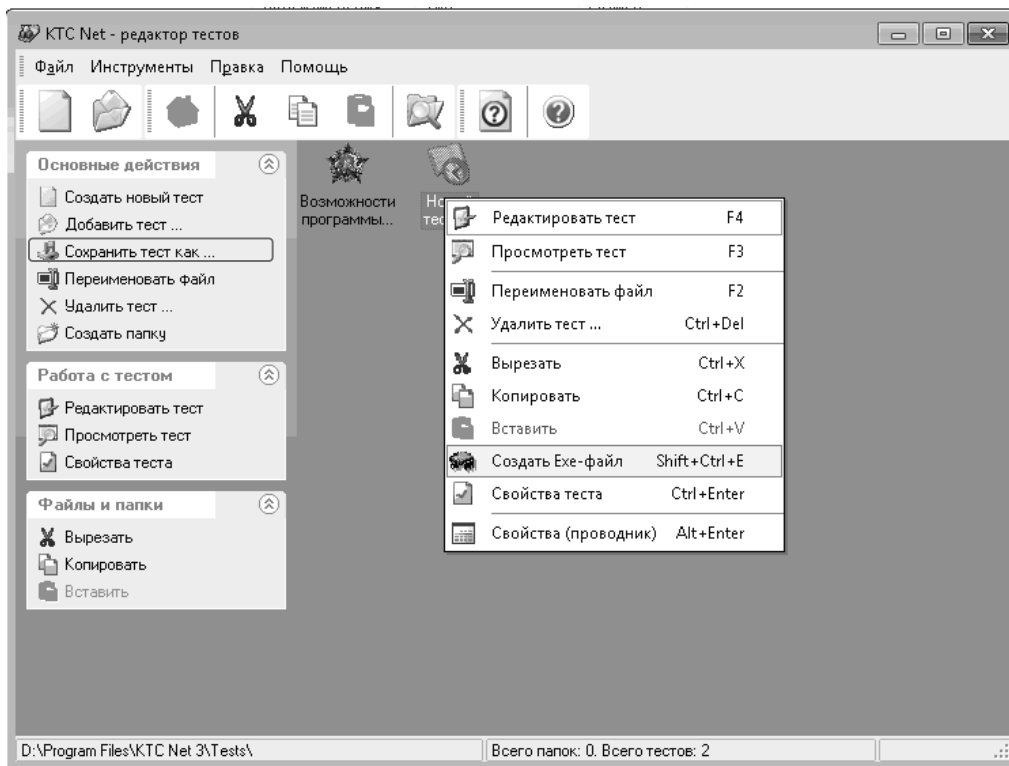 KTC Net - редактор тестов
Файл Инструменты Правка Помощь
Основные действия
Создать новый тест
Добавить тест ...
Сохранить тест как ...
Переименовать файл
Удалить тест ...
Создать папку
Работа с тестом
Редактировать тест
Просмотреть тест
Свойства теста
Файлы и папки
Вырезать
Копировать
Вставить
Возможности
программы...
Редактировать тест F4
Просмотреть тест F3
Переименовать файл F2
Удалить тест ... Ctrl+Del
Вырезать Ctrl+X
Копировать Ctrl+C
Вставить Ctrl+V
Создать Exe-файл Shift+Ctrl+E
Свойства теста Ctrl+Enter
Свойства (проводник) Alt+Enter
D:\Program Files\KTC Net 3\Tests\ Всего папок: 0. Всего тестов: 2